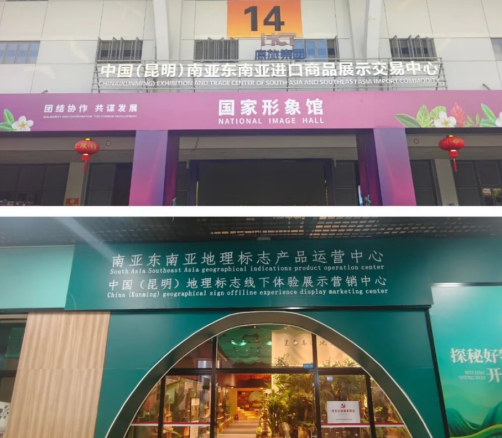 14
中国（昆明）南亚东南亚进口商品展示交易中心
团结协作 共谋发展
国家形象馆
NATIONAL IMAGE HALL
南亚东南亚地理标志产品运营中心
South Asia Southeast Asia geographical indications product operation center
中国（昆明）地理标志线下体验展示营销中心
China (Kunming) geographical sign offiline experience display marketing center
探秘好
开